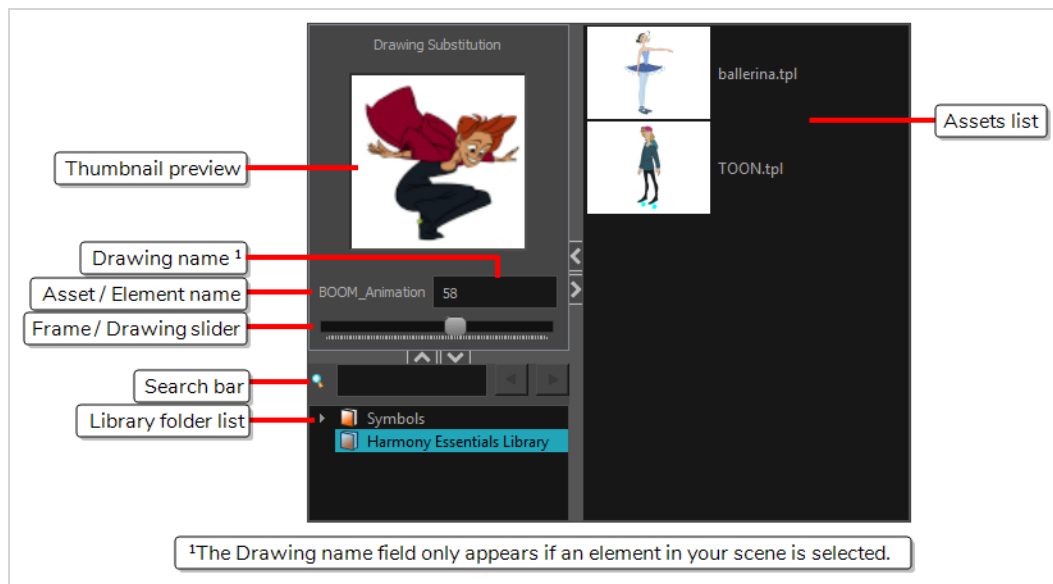 Drawing Substitution
ballerina.tpl
Assets list
Thumbnail preview
TOON.tpl
Drawing name ¹
Asset / Element name
BOOM_Animation
58
Frame / Drawing slider
Search bar
Library folder list
Symbols
Harmony Essentials Library
¹The Drawing name field only appears if an element in your scene is selected.